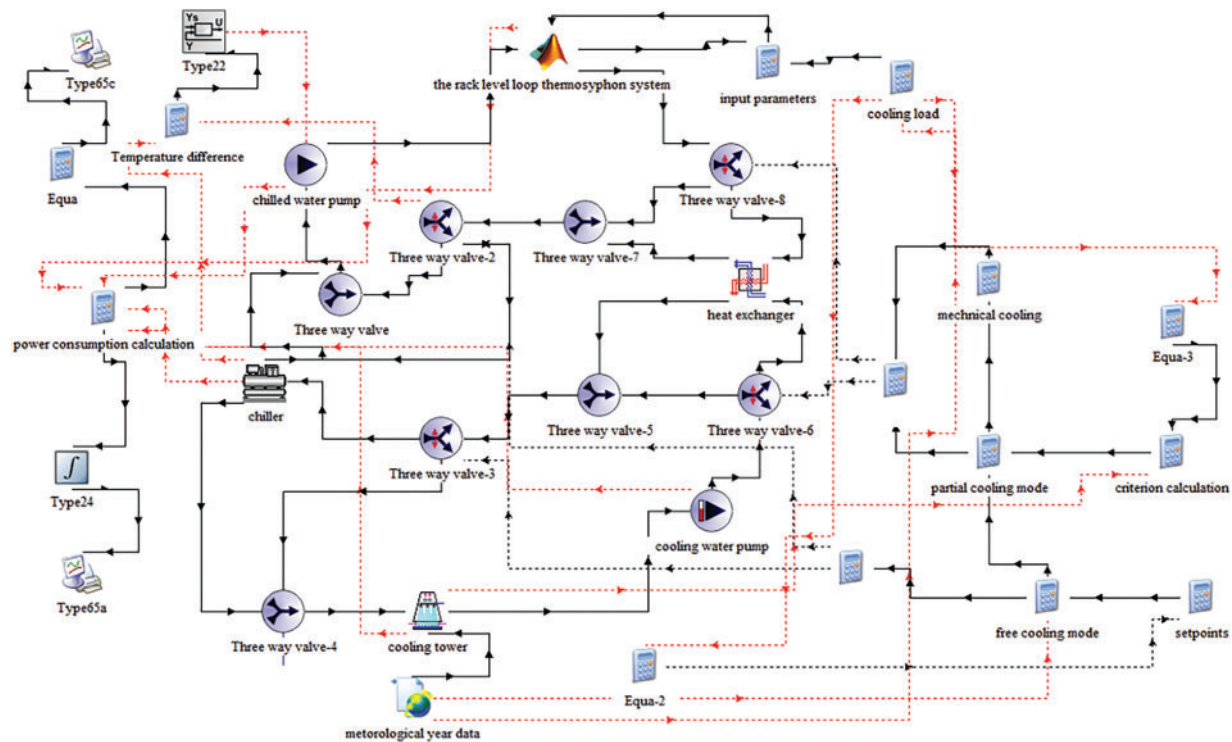 Ys
U
Y
Type65c
Type22
the rack level loop thermosyphon system
input parameters
cooling load
Temperature difference
Equa
chilled water pump
Three way valve-8
Three way valve-2
Three way valve-7
Three way valve
heat exchanger
mechnical cooling
power consumption calculation
Equa-3
chiller
Three way valve-5
Three way valve-6
Three way valve-3
partial cooling mode
criterion calculation
∫
Type24
cooling water pump
Type65a
Three way valve-4
cooling tower
free cooling mode
setpoints
Equa-2
metorological year data